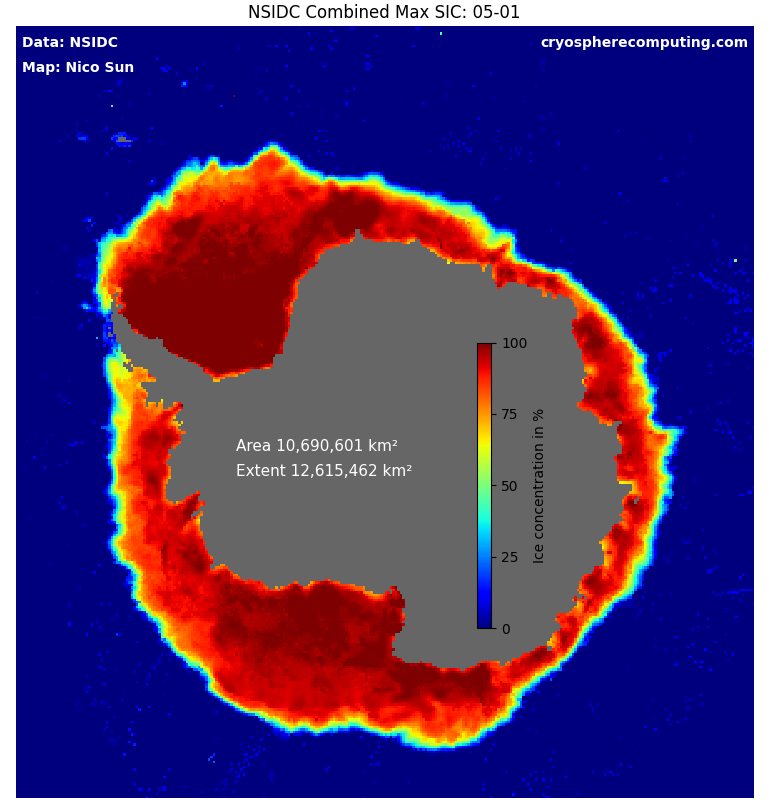 NSIDC Combined Max SIC: 05-01
Data: NSIDC
cryospherecomputing.com
Map: Nico Sun
100
75
50
25
0
Ice concentration in %
Area 10,690,601 km²
Extent 12,615,462 km²